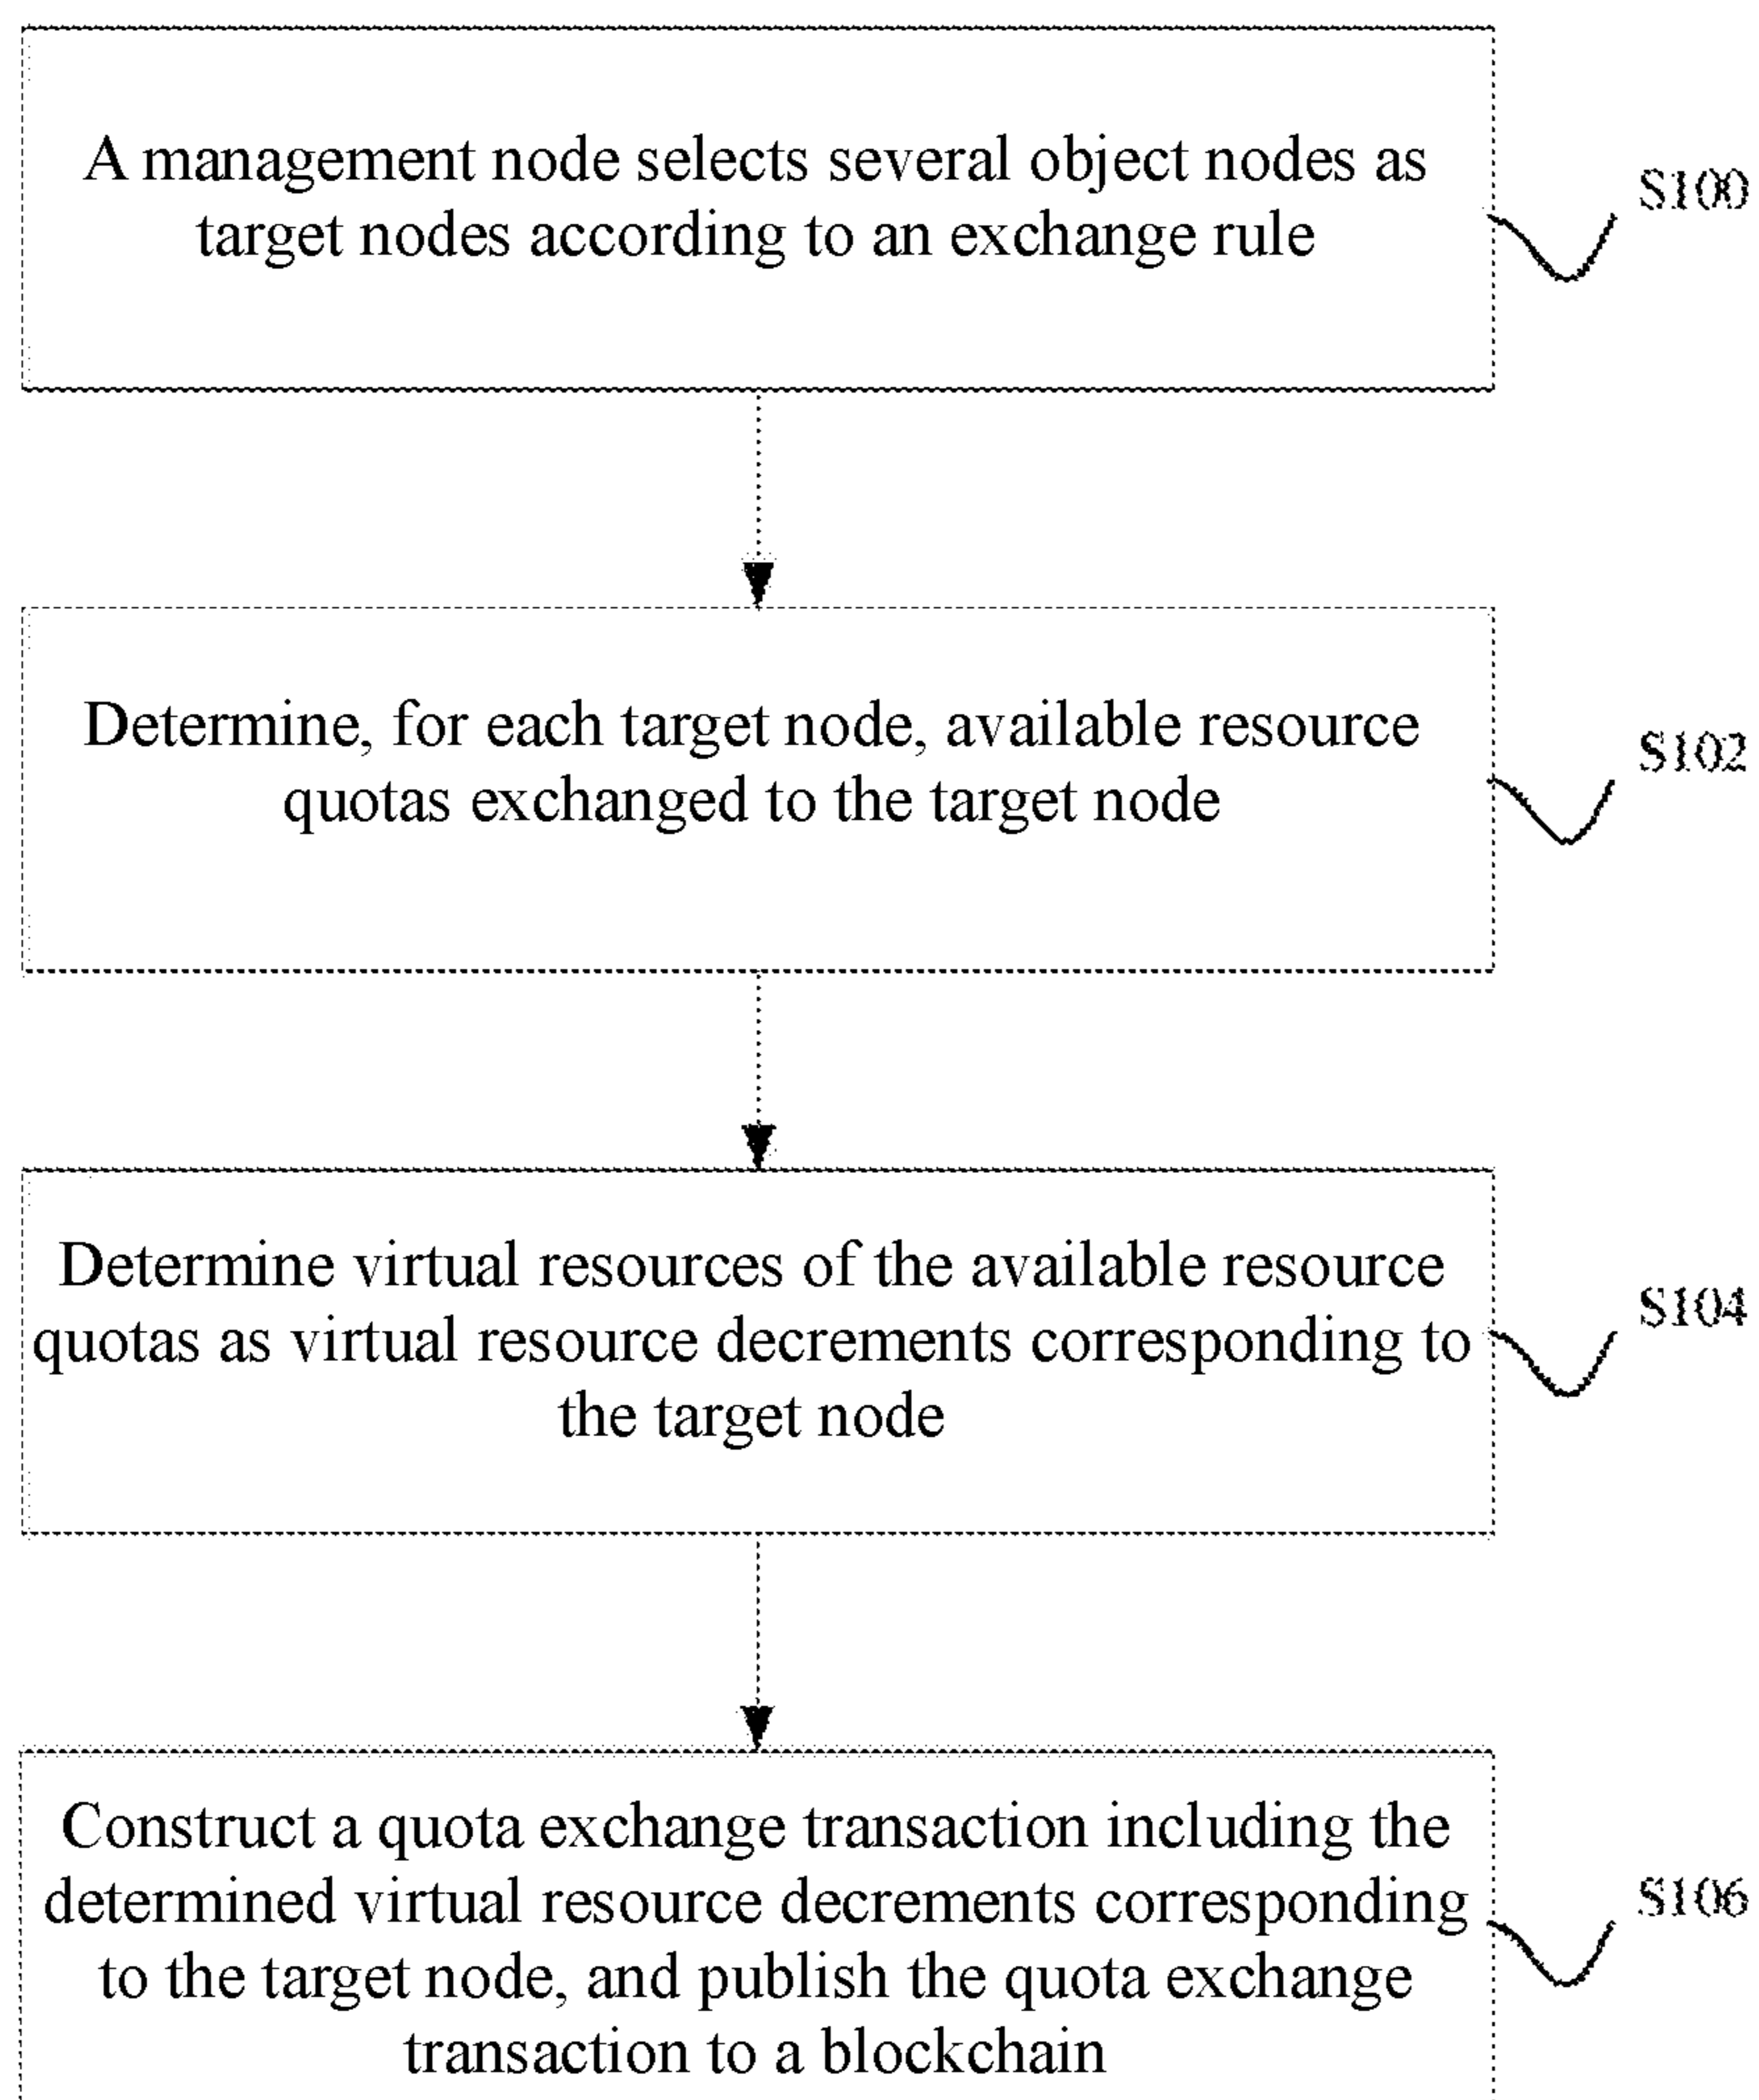 A management node selects several object nodes as
target nodes according to an exchange rule
S100
Determine, for each target node, available resource
quotas exchanged to the target node
S102
Determine virtual resources of the available resource
quotas as virtual resource decrements corresponding to
the target node
S104
Construct a quota exchange transaction including the
determined virtual resource decrements corresponding
to the target node, and publish the quota exchange
transaction to a blockchain
S106